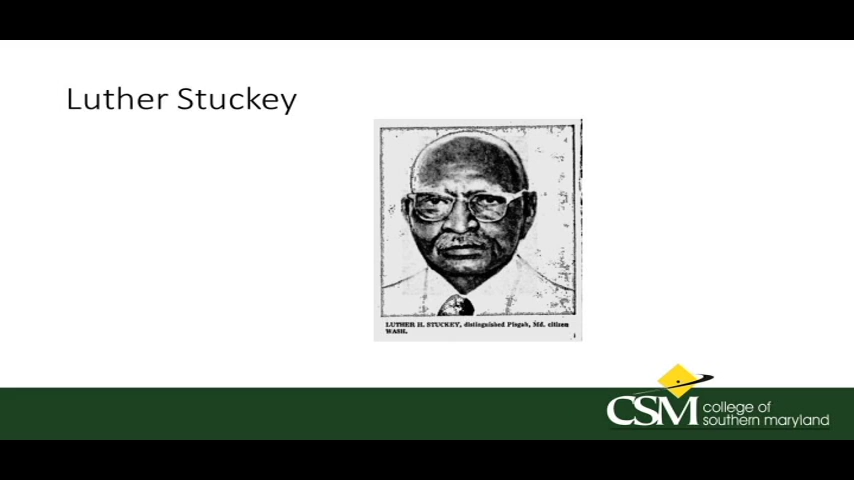 Luther Stuckey
LUTHER H. STUCKEY, distinguished Pisgah, Md. citizen
WASH.
CSM college of
southern maryland